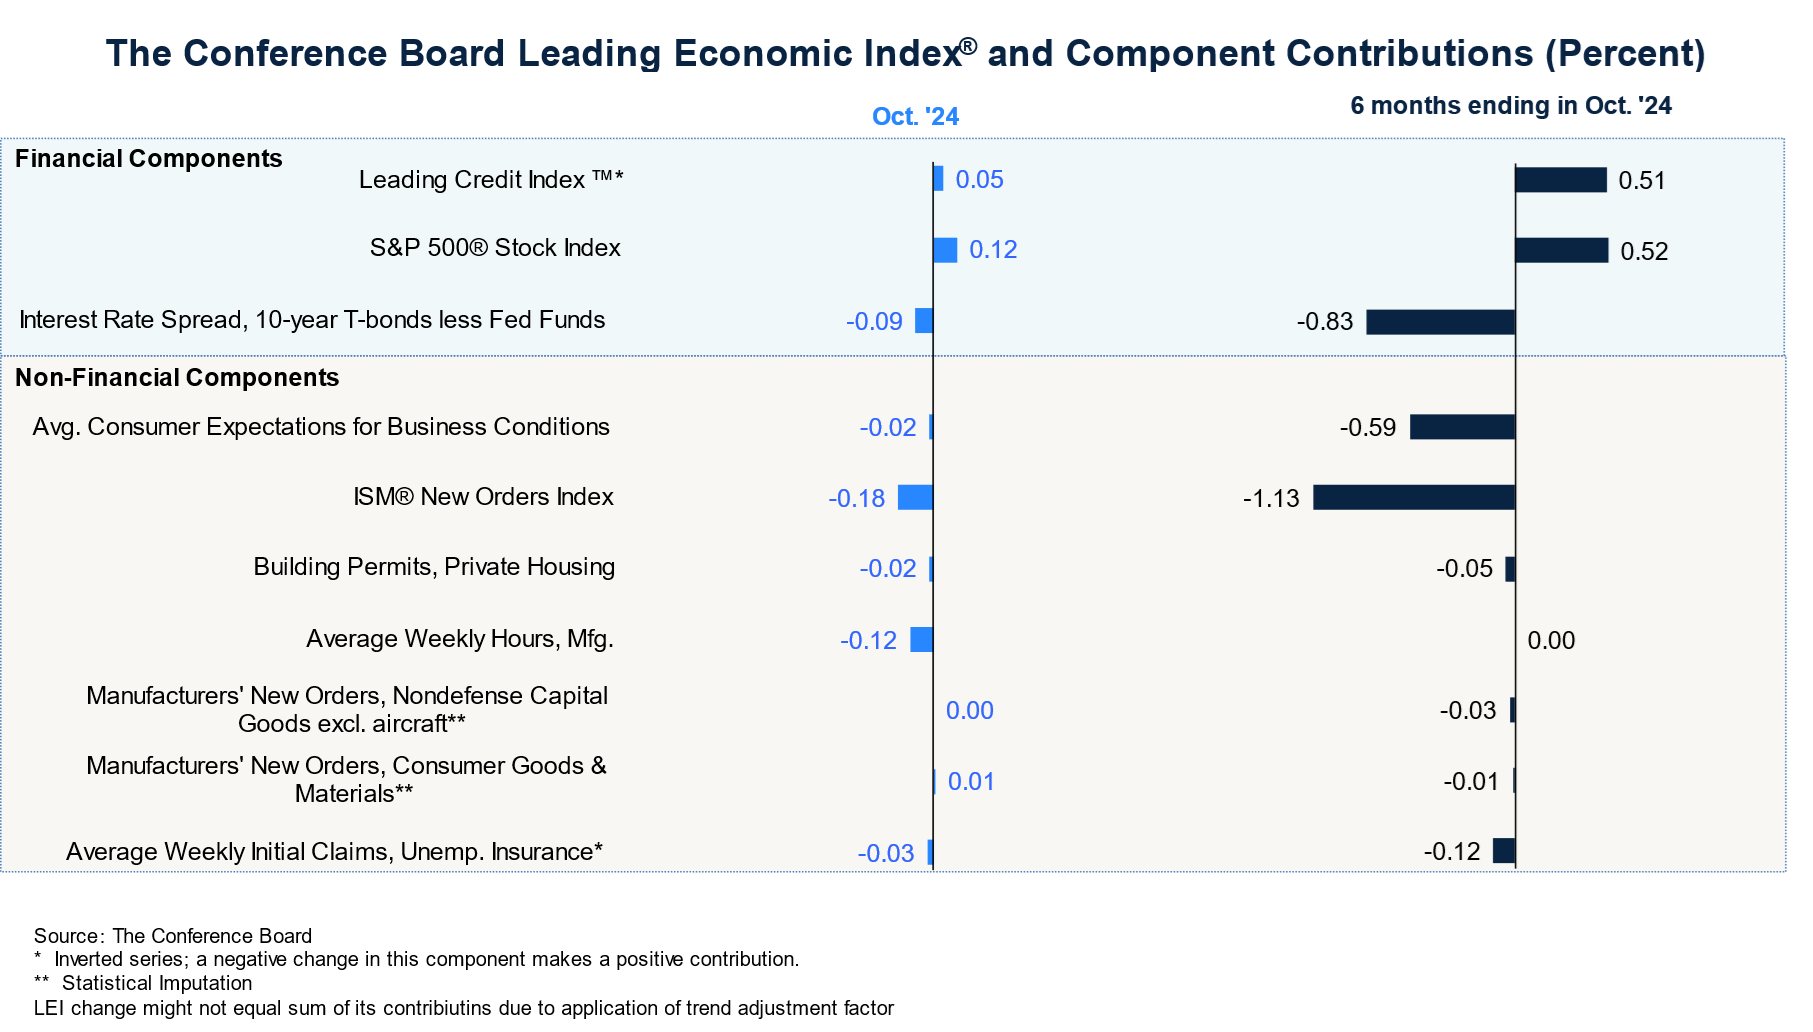 The Conference Board Leading Economic Index® and Component Contributions (Percent)
Oct. '24
6 months ending in Oct. '24
Financial Components
Leading Credit Index ™*
0.05
0.51
S&P 500® Stock Index
0.12
0.52
Interest Rate Spread, 10-year T-bonds less Fed Funds
-0.09
-0.83
Non-Financial Components
Avg. Consumer Expectations for Business Conditions
-0.02
-0.59
ISM® New Orders Index
-0.18
-1.13
Building Permits, Private Housing
-0.02
-0.05
Average Weekly Hours, Mfg.
-0.12
0.00
Manufacturers' New Orders, Nondefense Capital
Goods excl. aircraft**
0.00
-0.03
Manufacturers' New Orders, Consumer Goods &
Materials**
0.01
-0.01
Average Weekly Initial Claims, Unemp. Insurance*
-0.03
-0.12
Source: The Conference Board
* Inverted series; a negative change in this component makes a positive contribution.
** Statistical Imputation
LEI change might not equal sum of its contribiutins due to application of trend adjustment factor